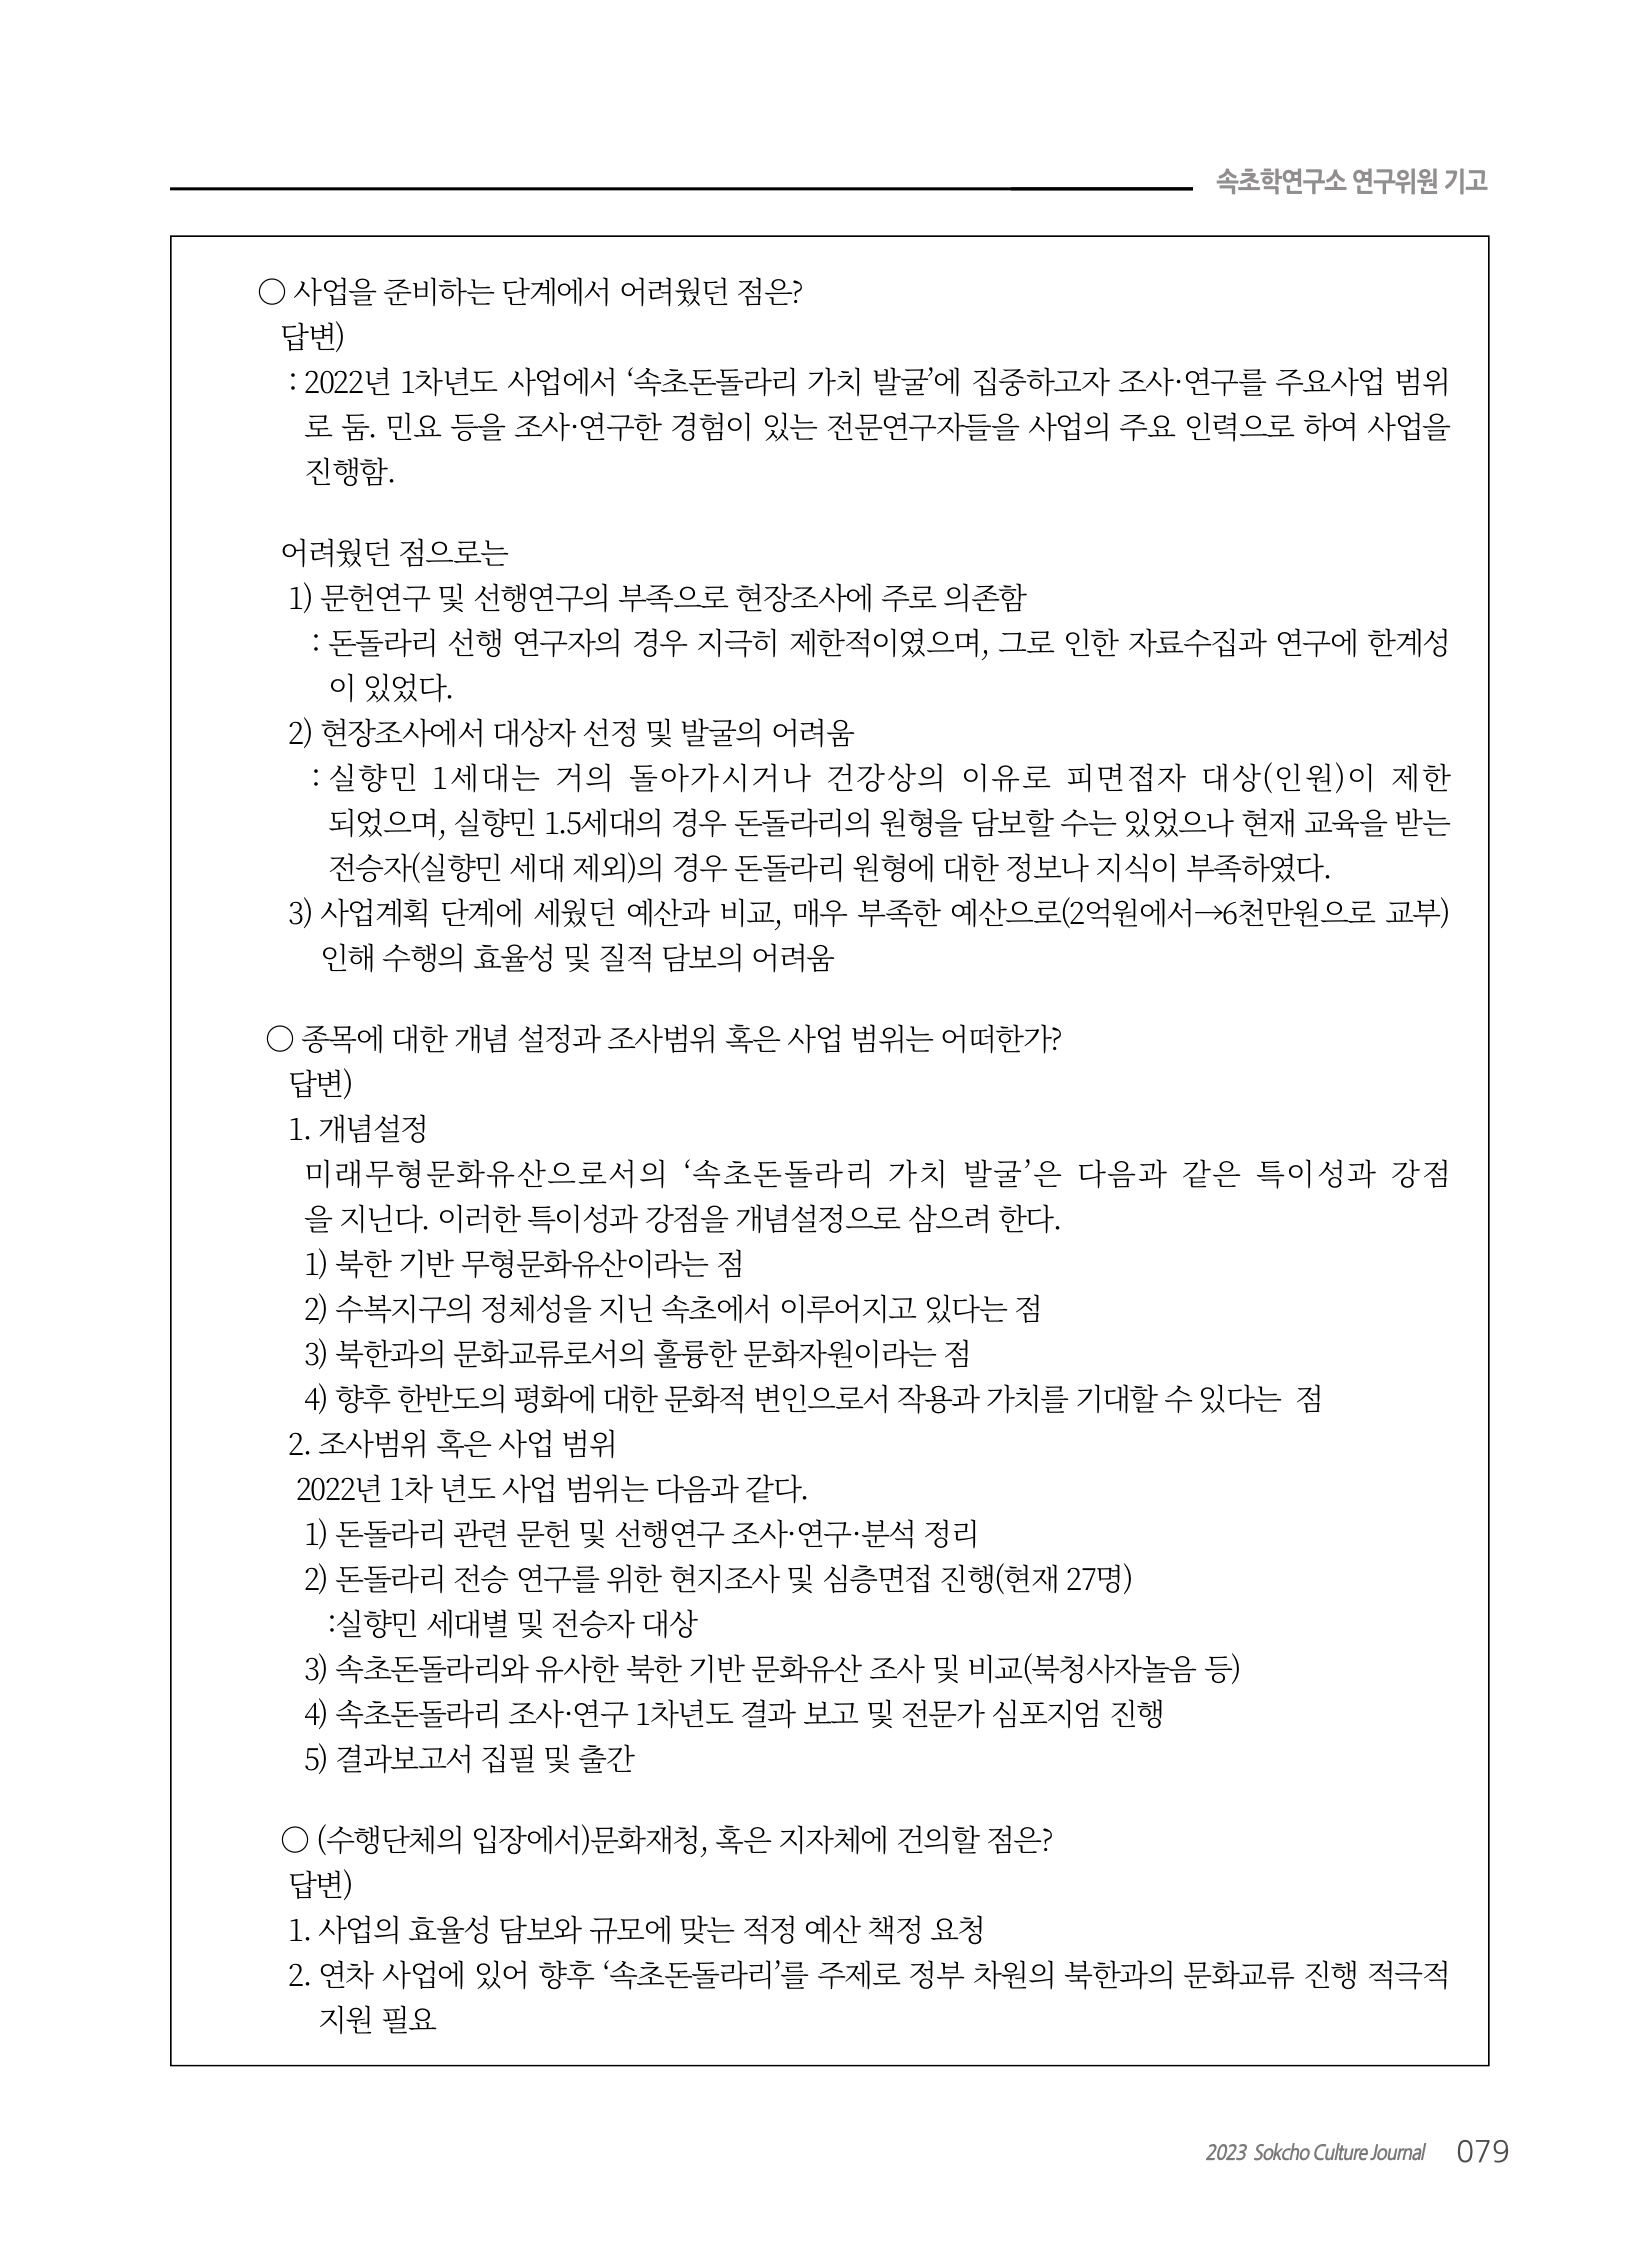 속초학연구소 연구위원 기고
○ 사업을 준비하는 단계에서 어려웠던 점은?
답변)
: 2022년 1차년도 사업에서 ‘속초돈돌라리 가치 발굴’에 집중하고자 조사·연구를 주요사업 범위
로 둠. 민요 등을 조사·연구한 경험이 있는 전문연구자들을 사업의 주요 인력으로 하여 사업을
진행함.
어려웠던 점으로는
1) 문헌연구 및 선행연구의 부족으로 현장조사에 주로 의존함
: 돈돌라리 선행 연구자의 경우 지극히 제한적이였으며, 그로 인한 자료수집과 연구에 한계성
이 있었다.
2) 현장조사에서 대상자 선정 및 발굴의 어려움
: 실향민 1세대는 거의 돌아가시거나 건강상의 이유로 피면접자 대상(인원)이 제한
되었으며, 실향민 1.5세대의 경우 돈돌라리의 원형을 담보할 수는 있었으나 현재 교육을 받는
전승자(실향민 세대 제외)의 경우 돈돌라리 원형에 대한 정보나 지식이 부족하였다.
3) 사업계획 단계에 세웠던 예산과 비교, 매우 부족한 예산으로(2억원에서→6천만원으로 교부)
인해 수행의 효율성 및 질적 담보의 어려움
○ 종목에 대한 개념 설정과 조사범위 혹은 사업 범위는 어떠한가?
답변)
1. 개념설정
미래무형문화유산으로서의 ‘속초돈돌라리 가치 발굴’은 다음과 같은 특이성과 강점
을 지닌다. 이러한 특이성과 강점을 개념설정으로 삼으려 한다.
1) 북한 기반 무형문화유산이라는 점
2) 수복지구의 정체성을 지닌 속초에서 이루어지고 있다는 점
3) 북한과의 문화교류로서의 훌륭한 문화자원이라는 점
4) 향후 한반도의 평화에 대한 문화적 변인으로서 작용과 가치를 기대할 수 있다는 점
2. 조사범위 혹은 사업 범위
2022년 1차 년도 사업 범위는 다음과 같다.
1) 돈돌라리 관련 문헌 및 선행연구 조사·연구·분석 정리
2) 돈돌라리 전승 연구를 위한 현지조사 및 심층면접 진행(현재 27명)
:실향민 세대별 및 전승자 대상
3) 속초돈돌라리와 유사한 북한 기반 문화유산 조사 및 비교(북청사자놀음 등)
4) 속초돈돌라리 조사·연구 1차년도 결과 보고 및 전문가 심포지엄 진행
5) 결과보고서 집필 및 출간
○ (수행단체의 입장에서)문화재청, 혹은 지자체에 건의할 점은?
답변)
1. 사업의 효율성 담보와 규모에 맞는 적정 예산 책정 요청
2. 연차 사업에 있어 향후 ‘속초돈돌라리’를 주제로 정부 차원의 북한과의 문화교류 진행 적극적
지원 필요
2023 Sokcho Culture Journal 079